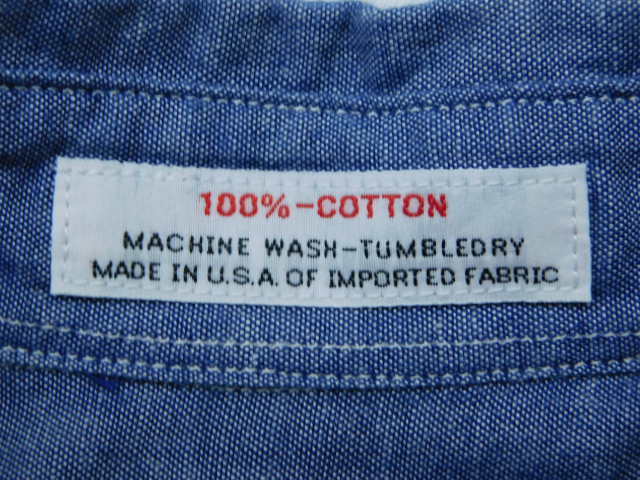 100%-COTTON
MACHINE WASH-TUMBLEDRY
MADE IN U.S.A. OF IMPORTED FABRIC